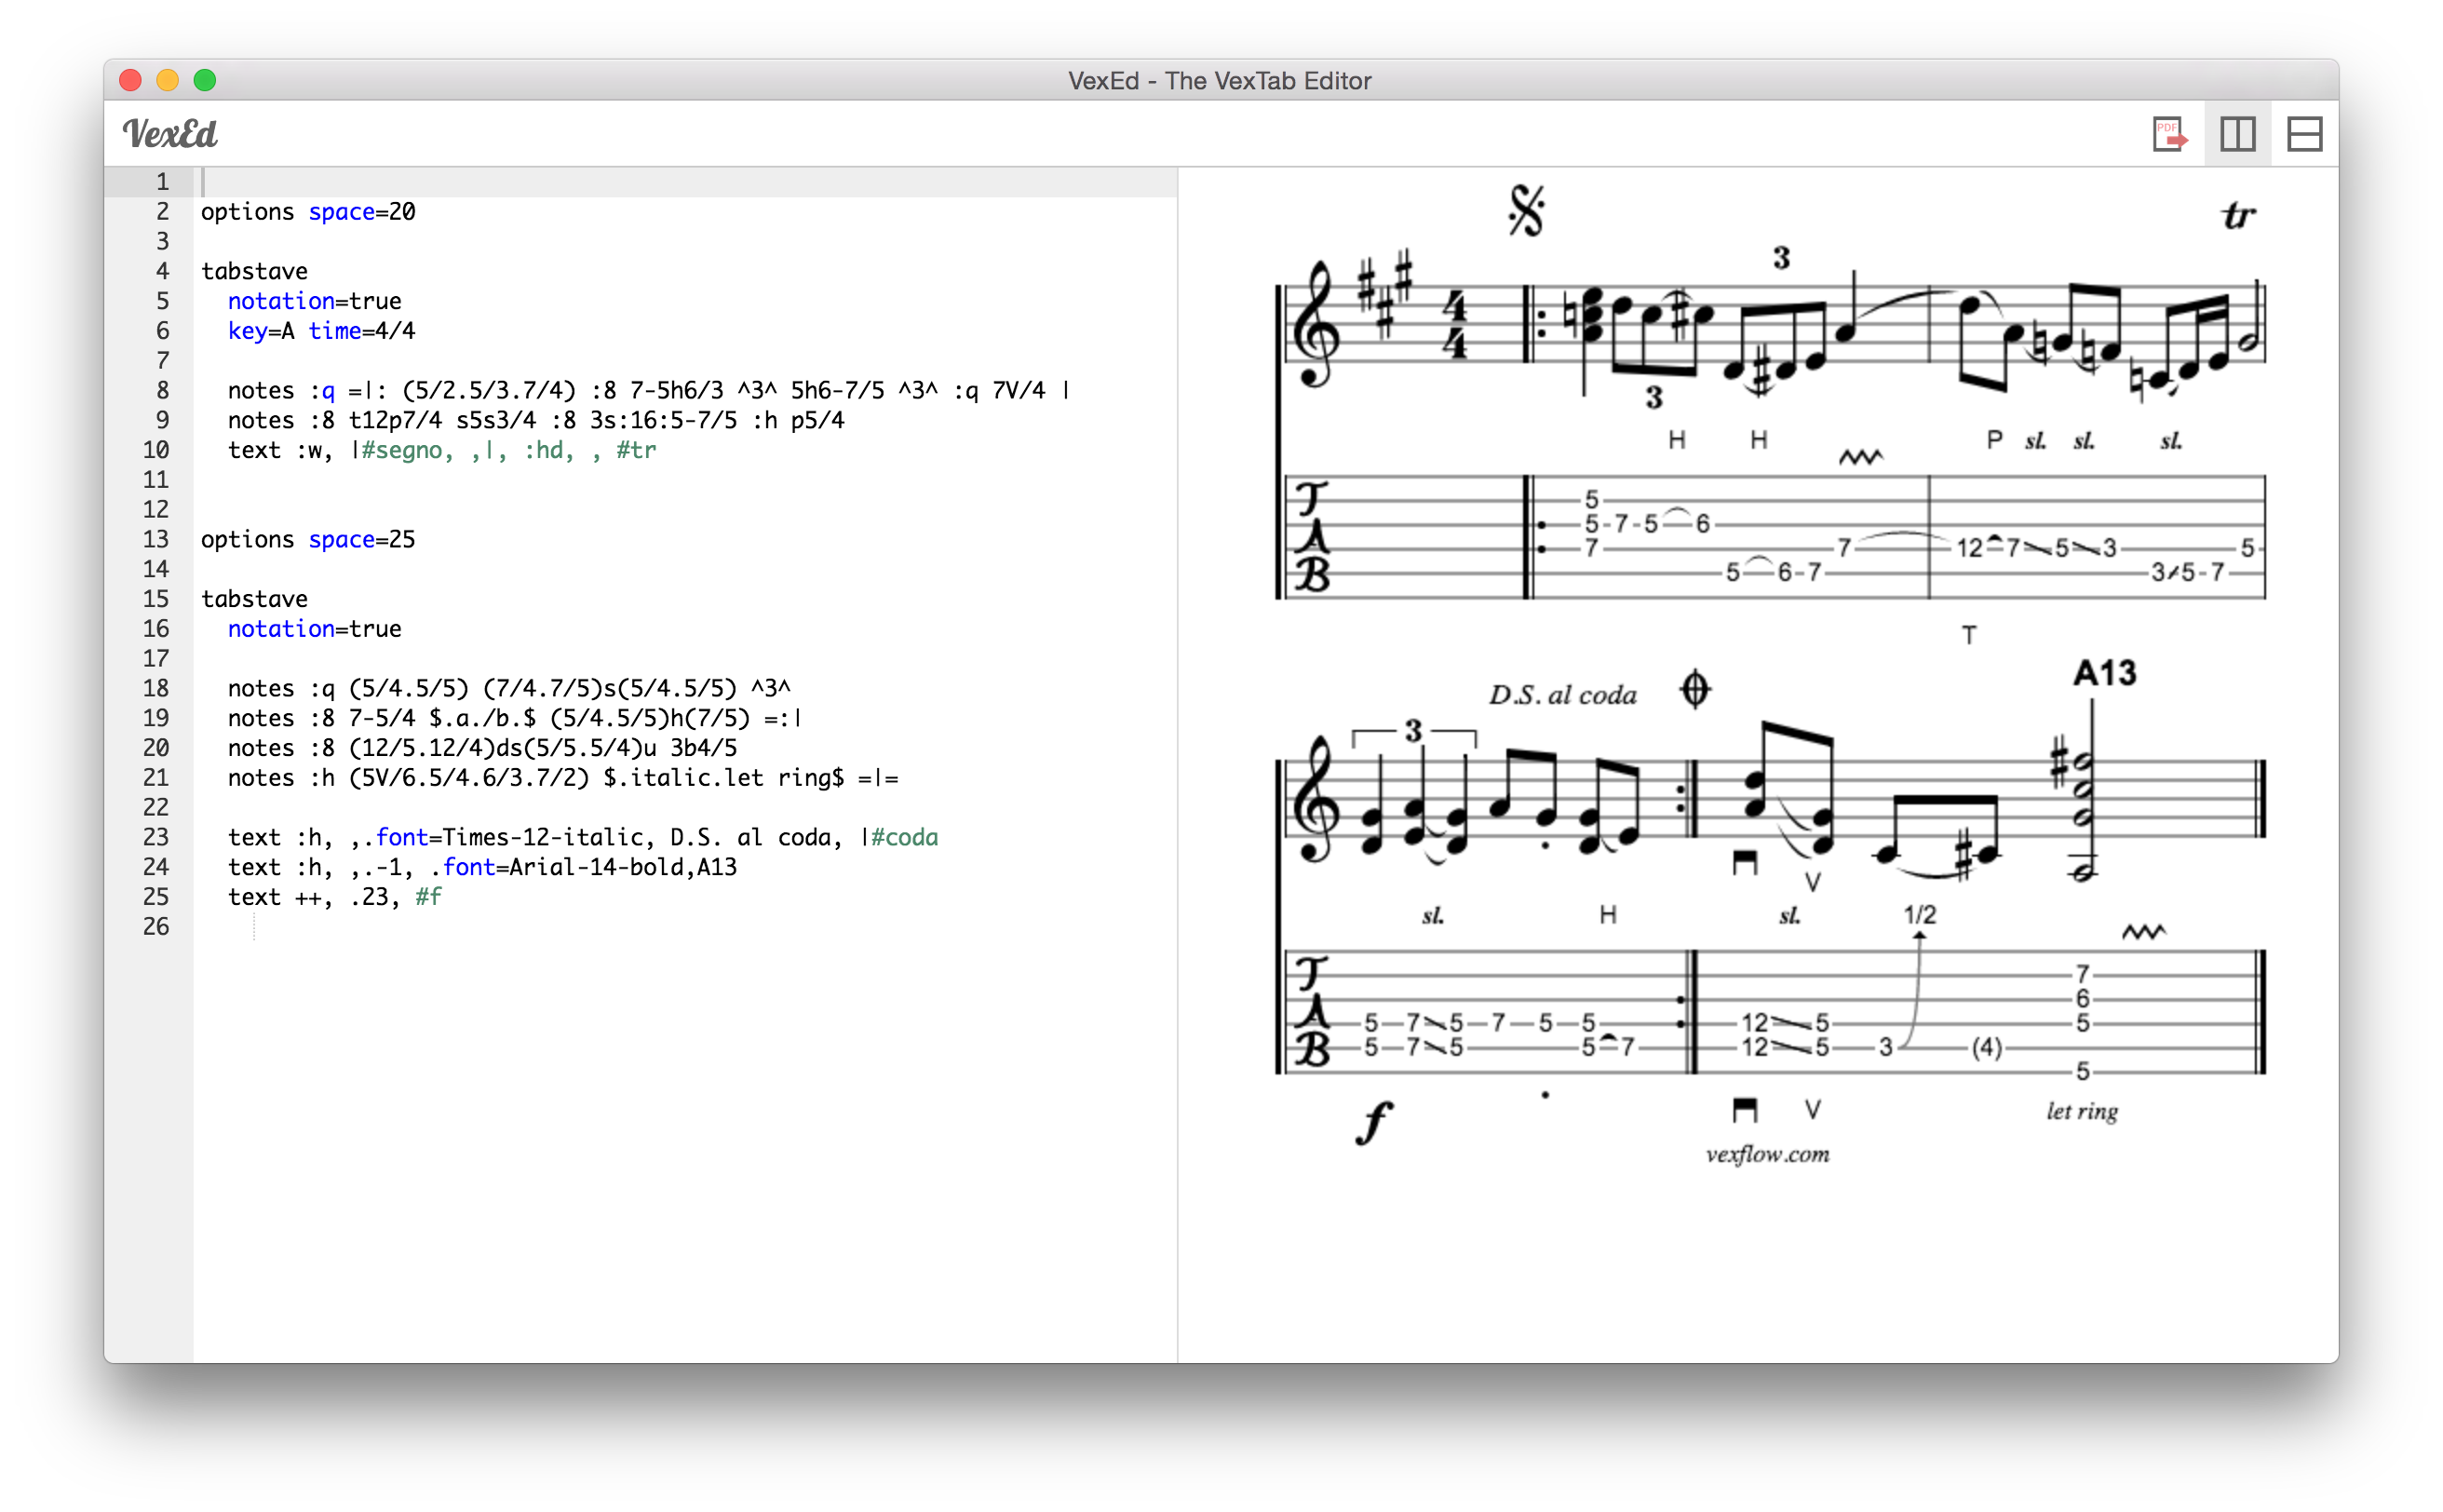 VexEd - The VexTab Editor
VexEd
PDF
1
2 options space=20
3
4 tabstave
5 notation=true
6 key=A time=4/4
7
8 notes :q =|: (5/2.5/3.7/4) :8 7-5h6/3 ^3^ 5h6-7/5 ^3^ :q 7V/4 |
9 notes :8 t12p7/4 s5s3/4 :8 3s:16:5-7/5 :h p5/4
10 text :w, |#segno, ,|, :hd, , #tr
11
12
13 options space=25
14
15 tabstave
16 notation=true
17
18 notes :q (5/4.5/5) (7/4.7/5)s(5/4.5/5) ^3^
19 notes :8 7-5/4 $.a./b.$ (5/4.5/5)h(7/5) =:|
20 notes :8 (12/5.12/4)ds(5/5.5/4)u 3b4/5
21 notes :h (5V/6.5/4.6/3.7/2) $.italic.let ring$ =|=
22
23 text :h, ,.font=Times-12-italic, D.S. al coda, |#coda
24 text :h, ,.-1, .font=Arial-14-bold,A13
25 text ++, .23, #f
26
tr
3
4
4
3
H H P sl. sl. sl.
T A B
5
5 7 5 6
7 7 12 7 5 3 5
5 6 7 3 5 7
T
D.S. al coda A13
3
sl. H sl. 1/2
T A B
7
6
5 7 5 7 5 5 12 5 5
5 7 5 5 7 12 5 3 (4)
5
f V let ring
vexflow.com